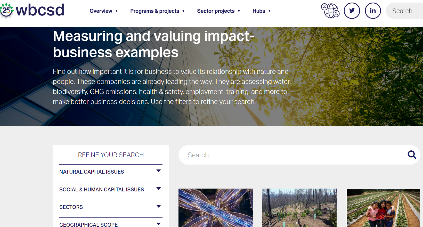 25 wbcsd
Overview Programs & projects Sector projects Hubs Search
Measuring and valuing impact-
business examples
Find out how important it is for business to value its relationship with nature and
people. These companies are already leading the way. They are assessing water,
biodiversity, GHG emissions, health & safety, employment, training, and more to
make better business decisions. Use the filters to refine your search.
REFINE YOUR SEARCH
Search
NATURAL CAPITAL ISSUES
SOCIAL & HUMAN CAPITAL ISSUES
SECTORS
GEOGRAPHICAL SCOPE